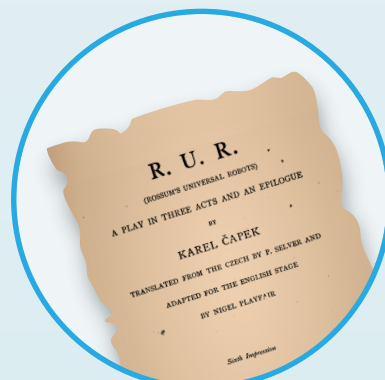 R. U. R.
(ROSSUM'S UNIVERSAL ROBOTS)
A PLAY IN THREE ACTS AND AN EPILOGUE
BY
KAREL ČAPEK
TRANSLATED FROM THE CZECH BY P. SELVER AND
ADAPTED FOR THE ENGLISH STAGE
BY NIGEL PLAYFAIR
Sixth Impression